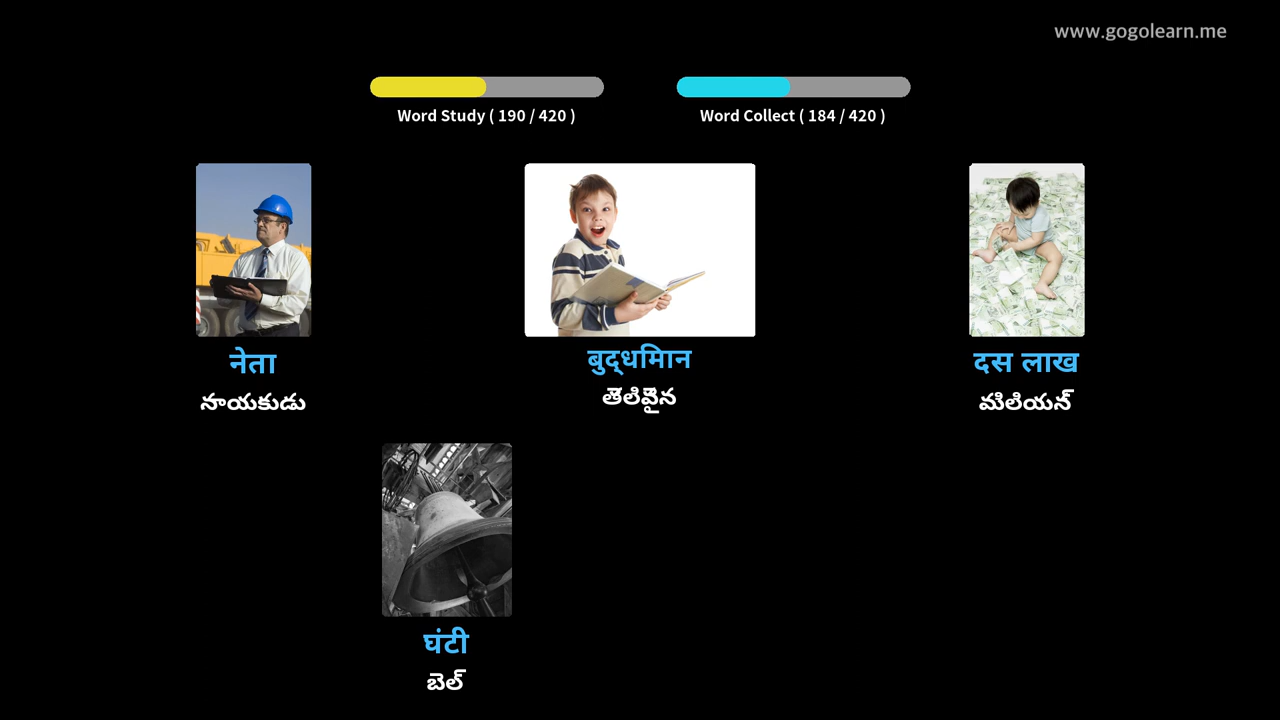 www.gogolearn.me
Word Study ( 190 / 420 )
Word Collect ( 184 / 420 )
नेता
నాయకుడు
बुद्धिमान
తెలివైన
दस लाख
మిలియన్
घंटी
బెల్